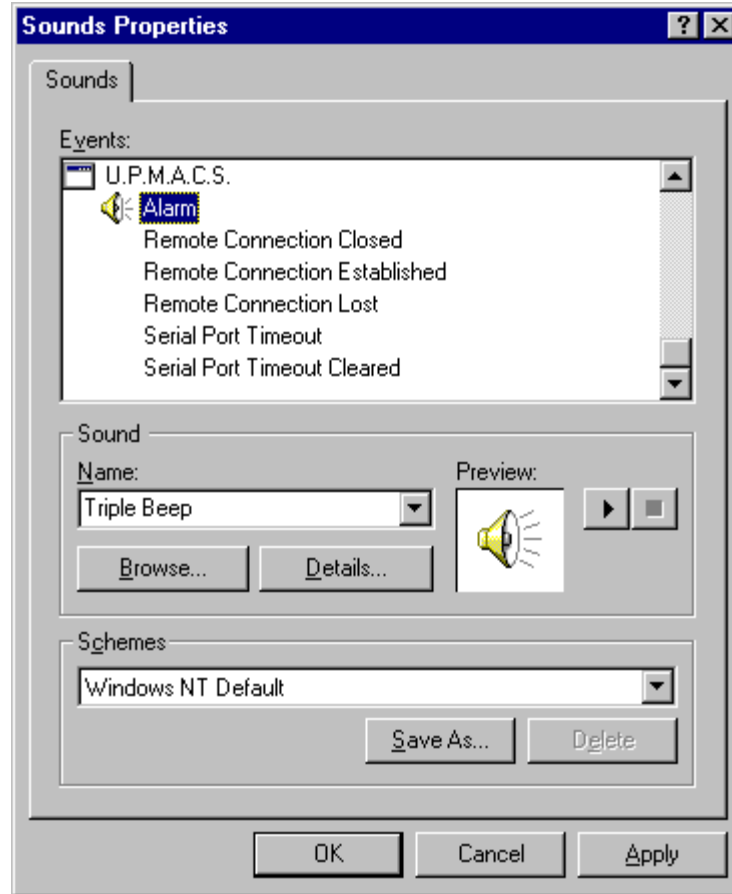 Sounds Properties
Sounds
Events:
U.P.M.A.C.S.
Alarm
Remote Connection Closed
Remote Connection Established
Remote Connection Lost
Serial Port Timeout
Serial Port Timeout Cleared
Sound
Name:
Preview:
Triple Beep
Browse...
Details...
Schemes
Windows NT Default
Save As...
Delete
OK
Cancel
Apply